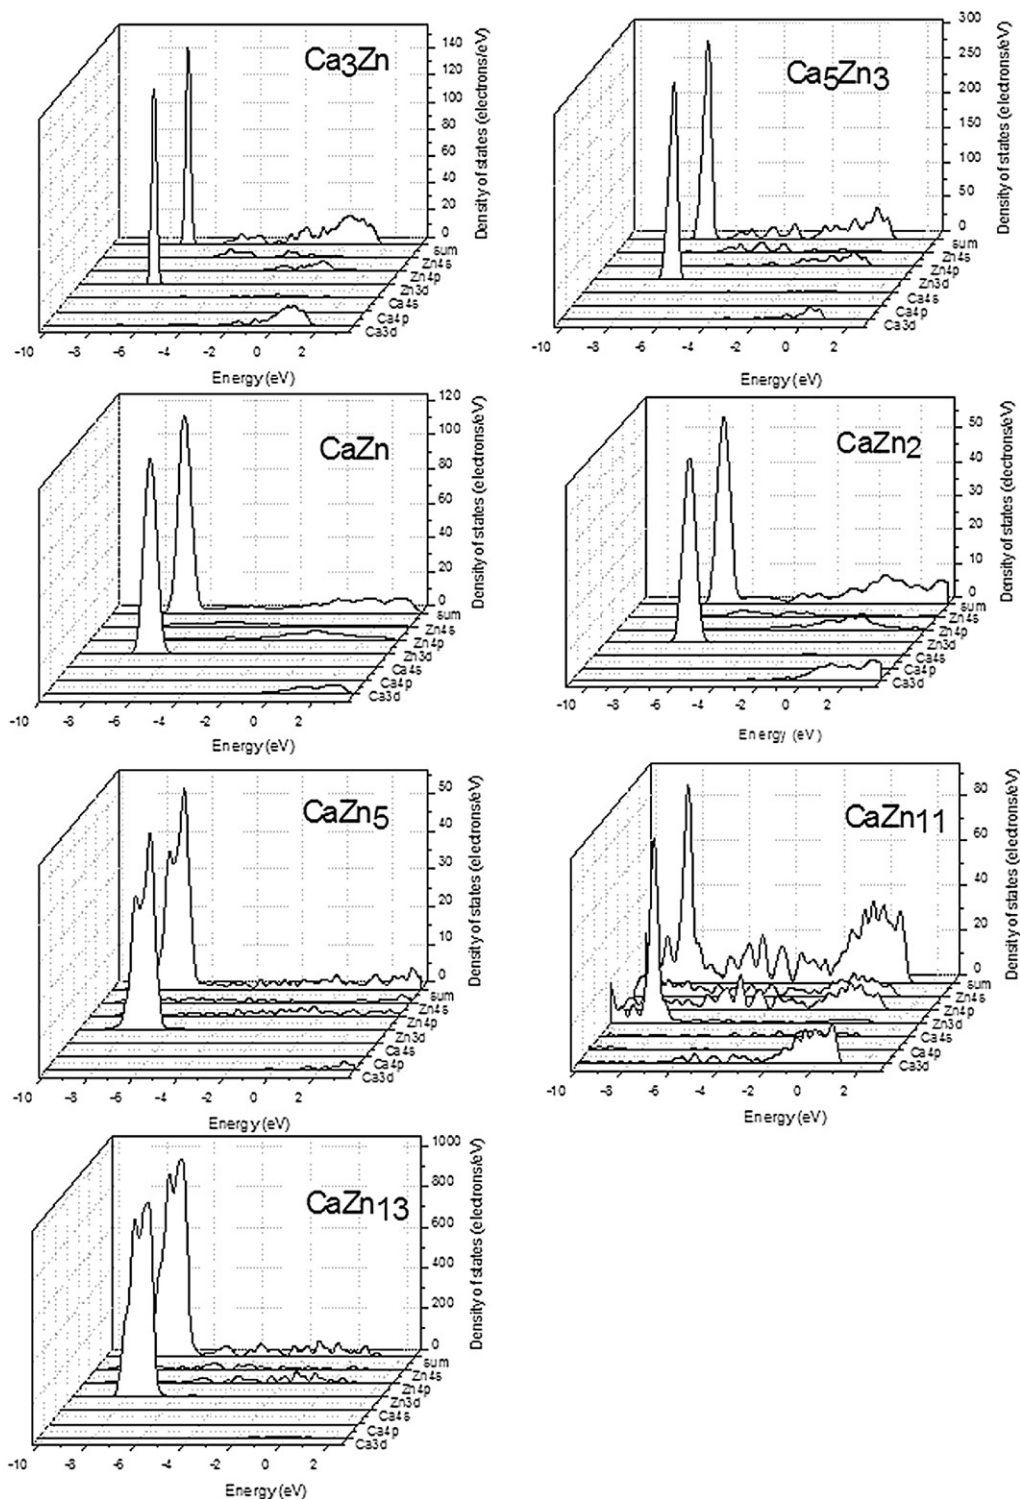 Ca3Zn
140
120
100
80
60
40
20
0
Density of states (electrons/eV)
sum
Zn4s
Zn4p
Zn3d
Ca4s
Ca4p
Ca3d
-10 -8 -6 -4 -2 0 2
Energy (eV)
Ca5Zn3
300
250
200
150
100
50
0
Density of states (electrons/eV)
sum
Zn4s
Zn4p
Zn3d
Ca4s
Ca4p
Ca3d
-10 -8 -6 -4 -2 0 2
Energy (eV)
CaZn
120
100
80
60
40
20
0
Density of states (electrons/eV)
sum
Zn4s
Zn4p
Zn3d
Ca4s
Ca4p
Ca3d
-10 -8 -6 -4 -2 0 2
Energy (eV)
CaZn2
50
40
30
20
10
0
Density of states (electrons/eV)
sum
Zn4s
Zn4p
Zn3d
Ca4s
Ca4p
Ca3d
-10 -8 -6 -4 -2 0 2
Energy (eV)
CaZn5
50
40
30
20
10
0
Density of states (electrons/eV)
sum
Zn4s
Zn4p
Zn3d
Ca4s
Ca4p
Ca3d
-10 -8 -6 -4 -2 0 2
Energy (eV)
CaZn11
80
60
40
20
0
Density of states (electrons/eV)
sum
Zn4s
Zn4p
Zn3d
Ca4s
Ca4p
Ca3d
-10 -8 -6 -4 -2 0 2
Energy (eV)
CaZn13
1000
800
600
400
200
0
Density of states (electrons/eV)
sum
Zn4s
Zn4p
Zn3d
Ca4s
Ca4p
Ca3d
-10 -8 -6 -4 -2 0 2
Energy (eV)